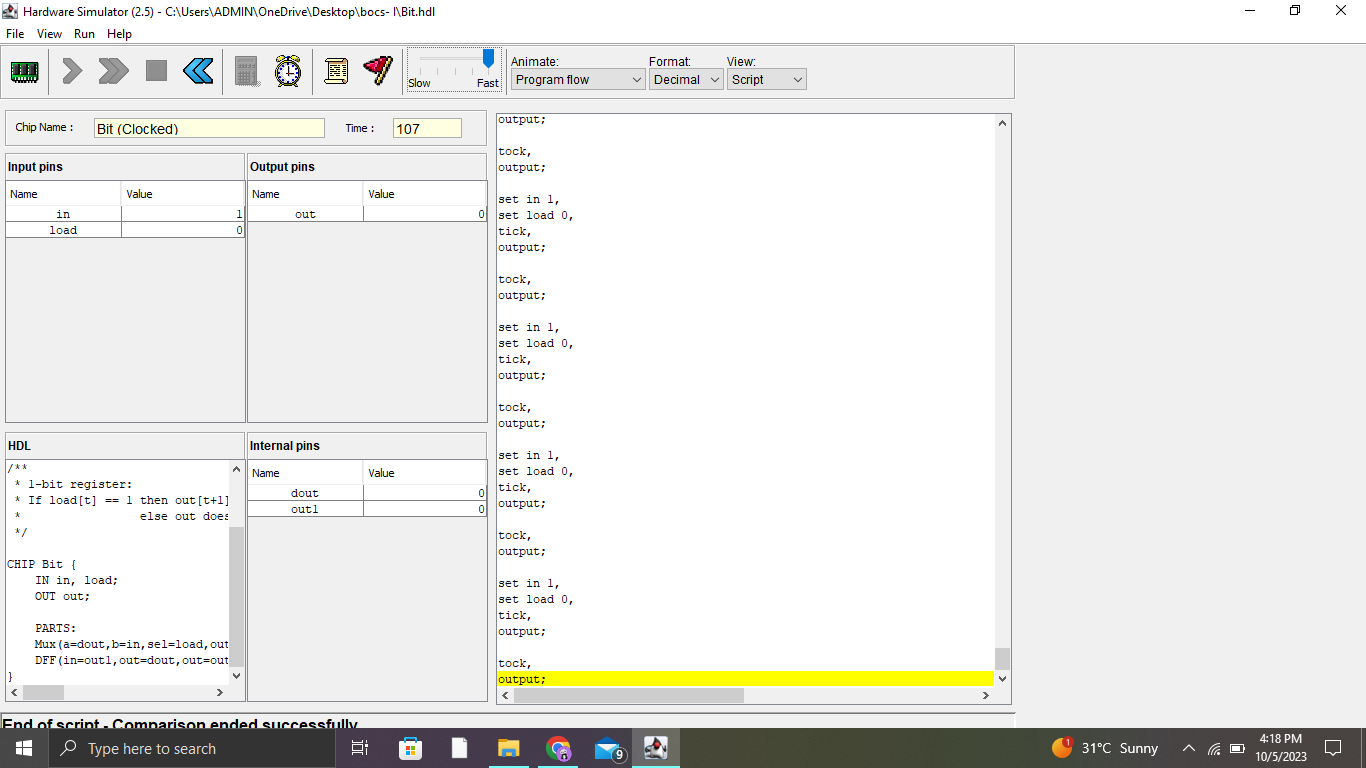 Hardware Simulator (2.5) - C:\Users\ADMIN\OneDrive\Desktop\bocs- I\Bit.hdl
File View Run Help
Slow Fast
Animate: Format: View:
Program flow Decimal Script
Chip Name : Bit (Clocked) Time : 107
Input pins
Name Value
in 1
load 0
Output pins
Name Value
out 0
HDL
/**
* 1-bit register:
* If load[t] == 1 then out[t+1]
* else out does
*/
CHIP Bit {
IN in, load;
OUT out;
PARTS:
Mux(a=dout,b=in,sel=load,out
DFF(in=out1,out=dout,out=out
}
Internal pins
Name Value
dout 0
out1 0
output;
tock,
output;
set in 1,
set load 0,
tick,
output;
tock,
output;
set in 1,
set load 0,
tick,
output;
tock,
output;
set in 1,
set load 0,
tick,
output;
tock,
output;
set in 1,
set load 0,
tick,
output;
tock,
output;
End of script - Comparison ended successfully
Type here to search
9
1
31°C Sunny
4:18 PM
10/5/2023